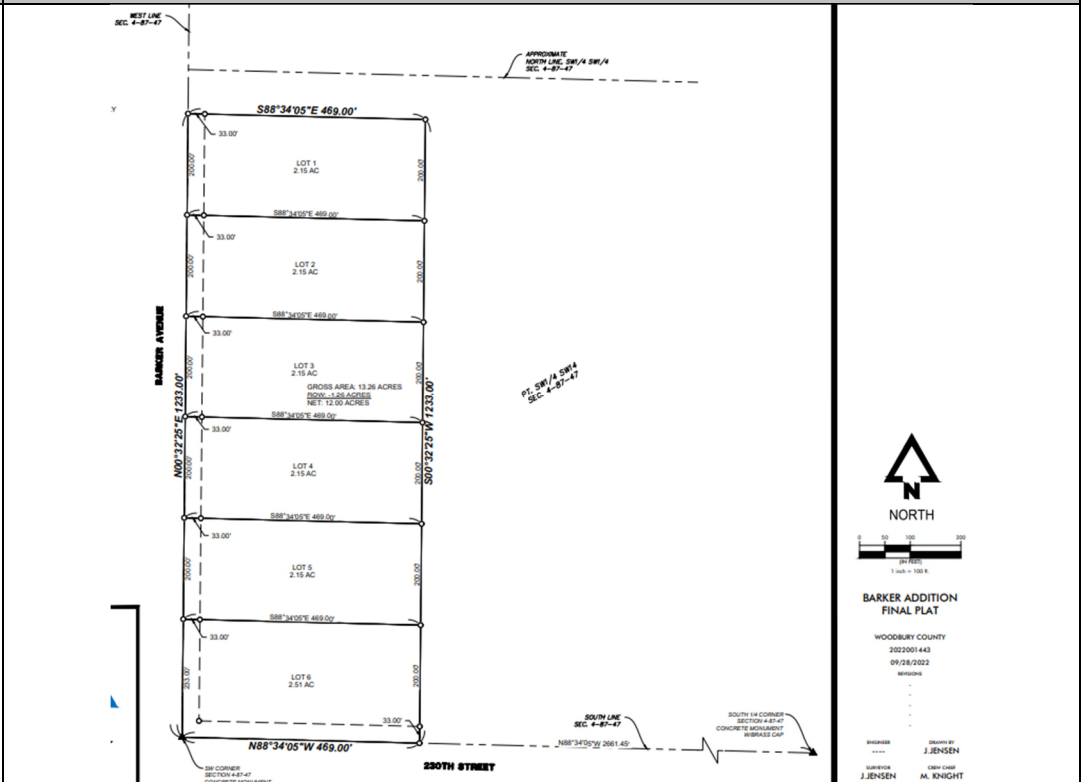 WEST LINE
SEC. 4-87-47
APPROXIMATE
NORTH LINE, SW1/4 SW1/4
SEC. 4-87-47
Y
S88°34'05"E 469.00'
33.00'
200.00'
LOT 1
2.15 AC
200.00'
S88°34'05"E 469.00'
33.00'
200.00'
LOT 2
2.15 AC
200.00'
S88°34'05"E 469.00'
33.00'
BARKER AVENUE
N00°32'25"E 1233.00'
200.00'
LOT 3
2.15 AC
GROSS AREA: 13.26 ACRES
ROW: -1.26 ACRES
NET: 12.00 ACRES
200.00'
S00°32'25"W 1233.00'
PT. SW1/4 SW14
SEC. 4-87-47
S88°34'05"E 469.00'
33.00'
200.00'
LOT 4
2.15 AC
200.00'
S88°34'05"E 469.00'
33.00'
200.00'
LOT 5
2.15 AC
200.00'
S88°34'05"E 469.00'
33.00'
233.00'
LOT 6
2.51 AC
200.00'
33.00'
N88°34'05"W 469.00'
SW CORNER
SECTION 4-87-47
CONCRETE MONUMENT
230TH STREET
SOUTH LINE
SEC. 4-87-47
N88°34'05"W 2661.45'
SOUTH 1/4 CORNER
SECTION 4-87-47
CONCRETE MONUMENT
W/BRASS CAP
N
NORTH
0 50 100 200
(IN FEET)
1 inch = 100 ft.
BARKER ADDITION
FINAL PLAT
WOODBURY COUNTY
2022001443
09/28/2022
REVISIONS
-
-
-
-
-
ENGINEER
----
DRAWN BY
J.JENSEN
SURVEYOR
J.JENSEN
CREW CHIEF
M. KNIGHT